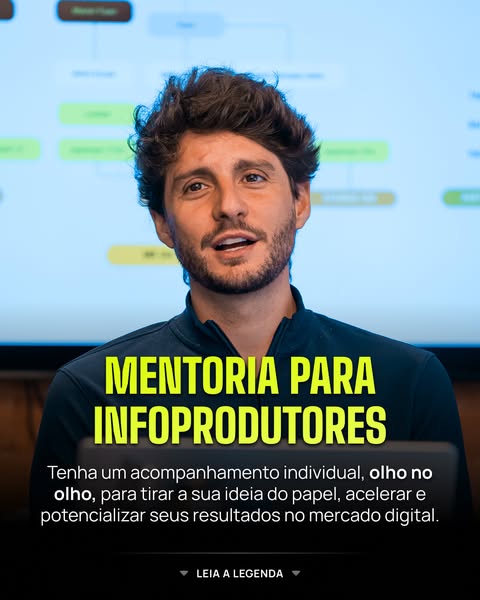 MENTORIA PARA
INFOPRODUTORES
Tenha um acompanhamento individual, olho no
olho, para tirar a sua ideia do papel, acelerar e
potencializar seus resultados no mercado digital.
LEIA A LEGENDA